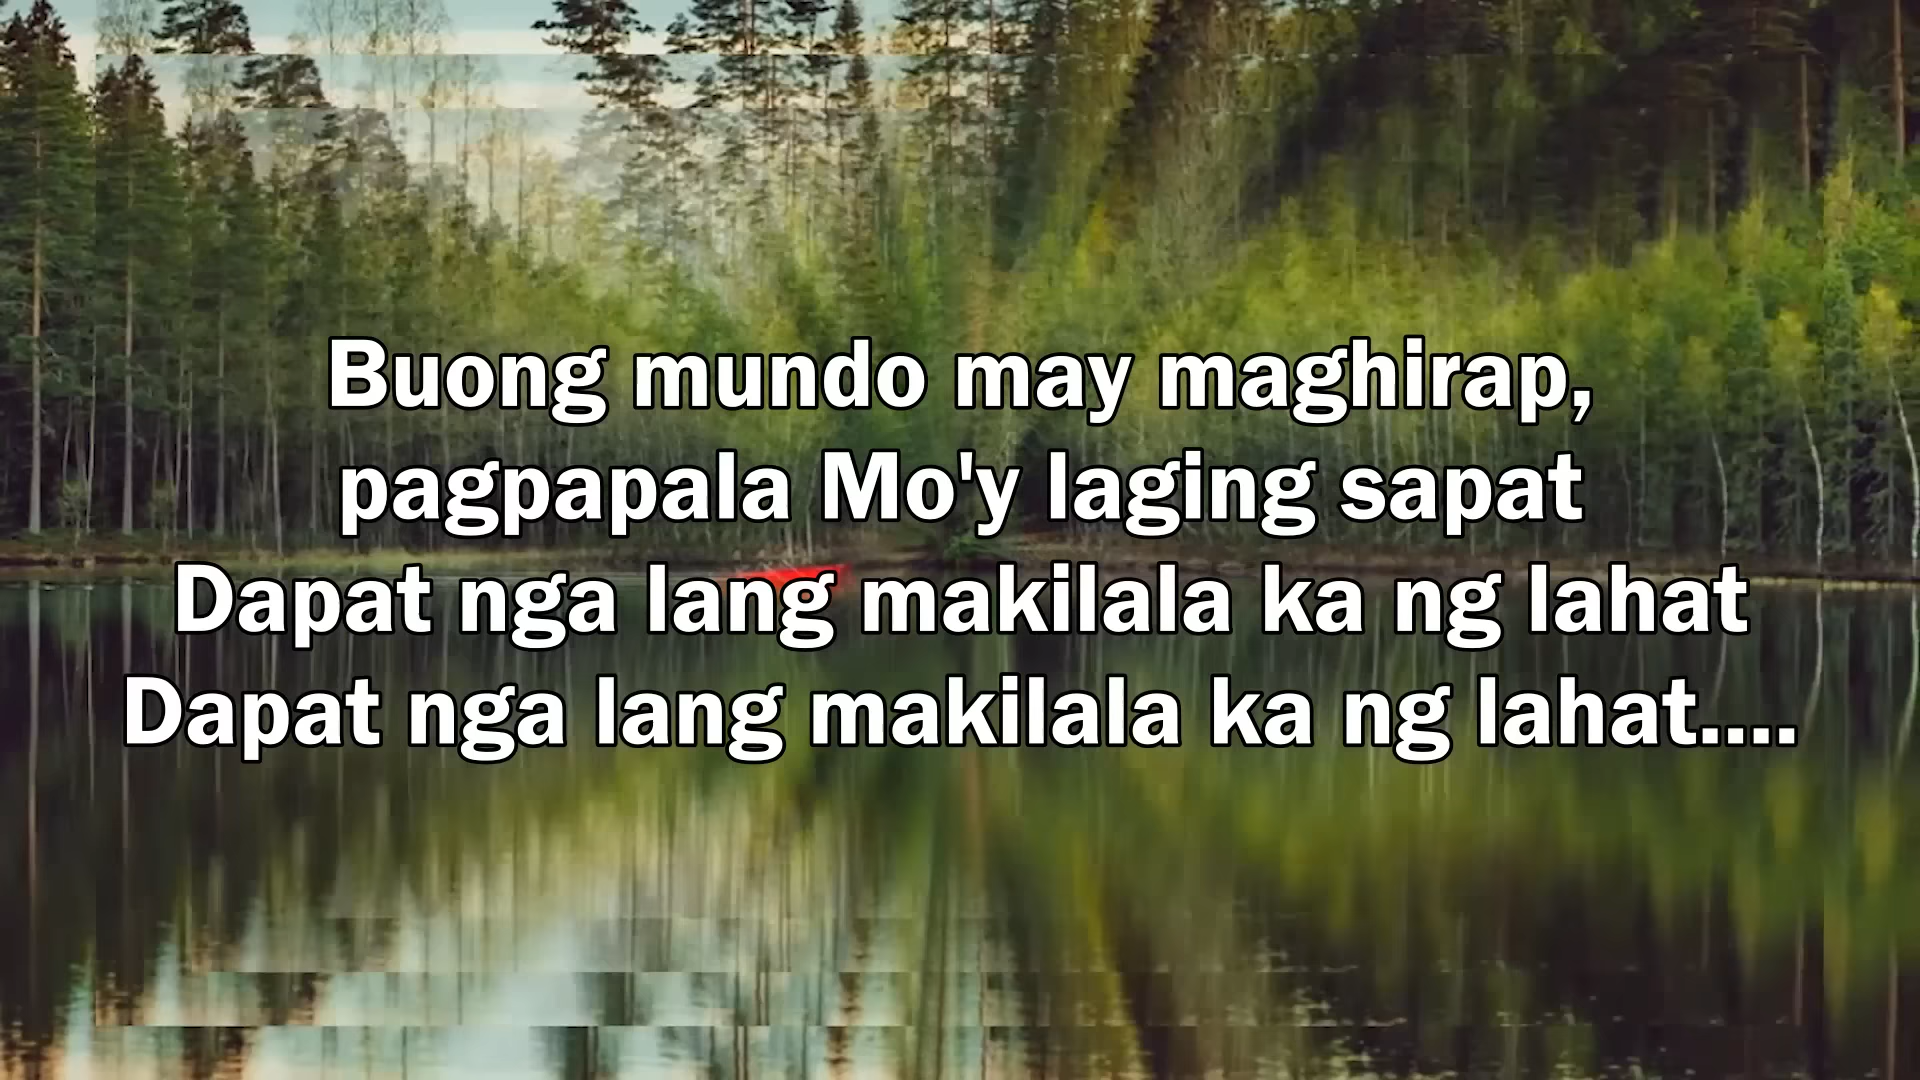 Buong mundo may maghirap,
pagpapala Mo'y laging sapat
Dapat nga lang makilala ka ng lahat
Dapat nga lang makilala ka ng lahat....